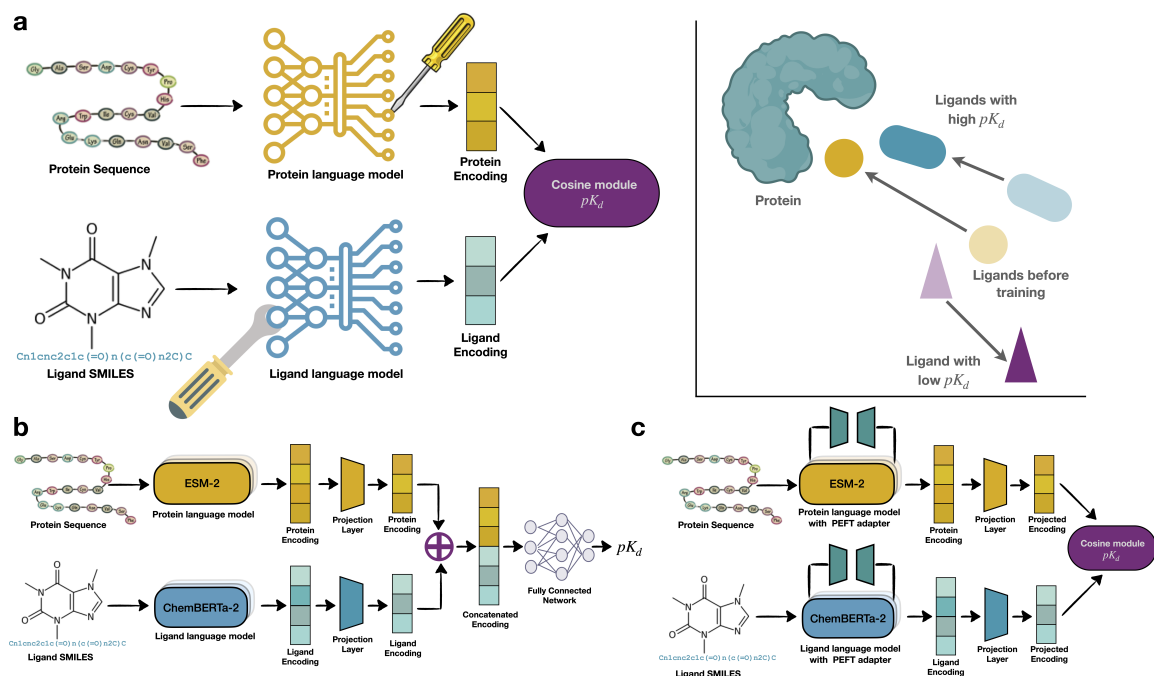 a
Gly Ala Ser Asp Cys Tyr
Pro
His
Arg Trp Ile Cys Val
Glu Lys Gln Asn Val Ser
Phe
Protein Sequence
Protein language model
Protein
Encoding
Cosine module
pKd
O
N
N
O
N
N
Cn1cnc2c1c(=O)n(c(=O)n2C)C
Ligand SMILES
Ligand language model
Ligand
Encoding
Ligands with
high pKd
Protein
Ligands before
training
Ligand with
low pKd
b
Protein Sequence
ESM-2
Protein language model
Protein
Encoding
Projection
Layer
Protein
Encoding
O
N
N
O
N
N
Cn1cnc2c1c(=O)n(c(=O)n2C)C
Ligand SMILES
ChemBERTa-2
Ligand language model
Ligand
Encoding
Projection
Layer
Ligand
Encoding
Concatenated
Encoding
Fully Connected
Network
pKd
c
Protein Sequence
ESM-2
Protein language model
with PEFT adapter
Protein
Encoding
Projection
Layer
Projected
Encoding
Cosine module
pKd
O
N
N
O
N
N
Cn1cnc2c1c(=O)n(c(=O)n2C)C
Ligand SMILES
ChemBERTa-2
Ligand language model
with PEFT adapter
Ligand
Encoding
Projection
Layer
Projected
Encoding